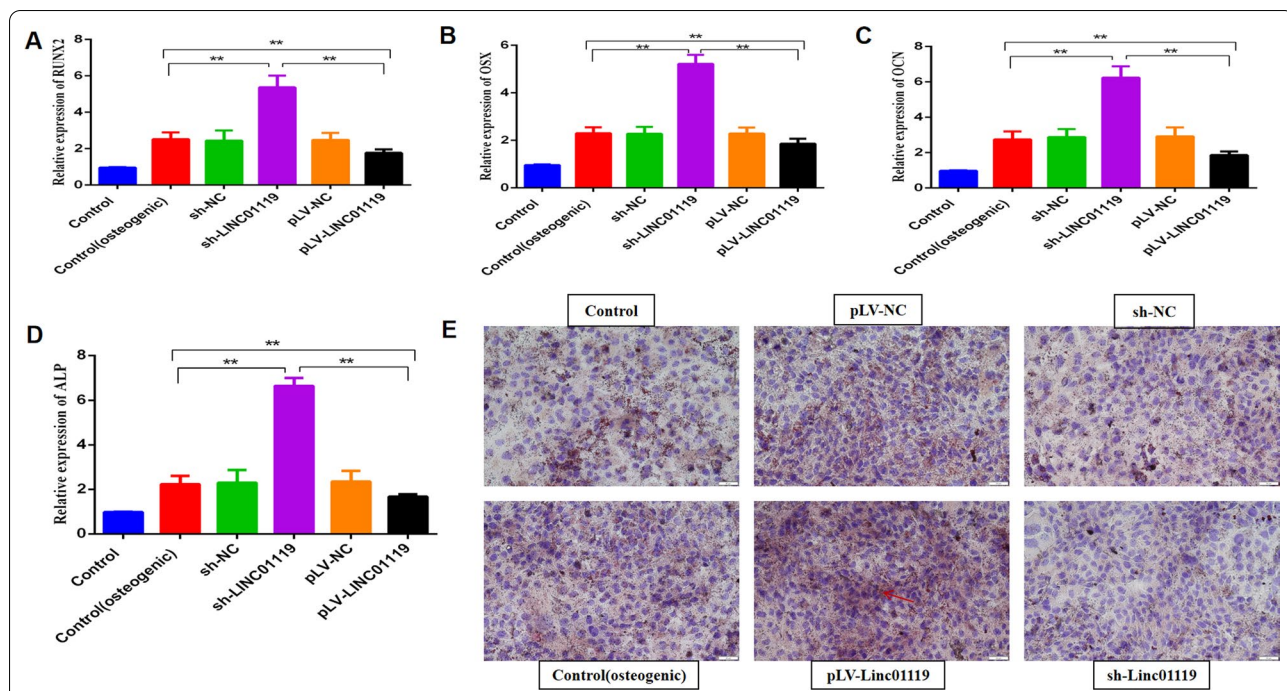 A
Relative expression of RUNX2
8
6
4
2
0
**
**
**
Control
Control(osteogenic)
sh-NC
sh-LINC01119
pLV-NC
pLV-LINC01119
B
Relative expression of OSX
6
4
2
0
**
**
**
Control
Control(osteogenic)
sh-NC
sh-LINC01119
pLV-NC
pLV-LINC01119
C
Relative expression of OCN
8
6
4
2
0
**
**
**
Control
Control(osteogenic)
sh-NC
sh-LINC01119
pLV-NC
pLV-LINC01119
D
Relative expression of ALP
8
6
4
2
0
**
**
**
Control
Control(osteogenic)
sh-NC
sh-LINC01119
pLV-NC
pLV-LINC01119
E
Control
pLV-NC
sh-NC
Control(osteogenic)
pLV-Linc01119
sh-Linc01119